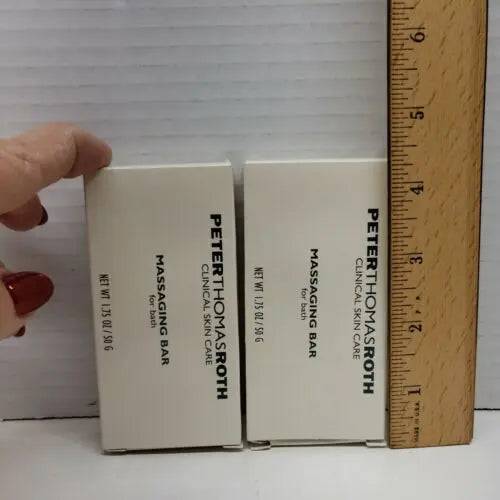 PETERTHOMASROTH
CLINICAL SKIN CARE
MASSAGING BAR
for bath
NET WT 1.75 OZ / 50 G
PETERTHOMASROTH
CLINICAL SKIN CARE
MASSAGING BAR
for bath
NET WT 1.75 OZ / 50 G
6
5
4
3
2
1